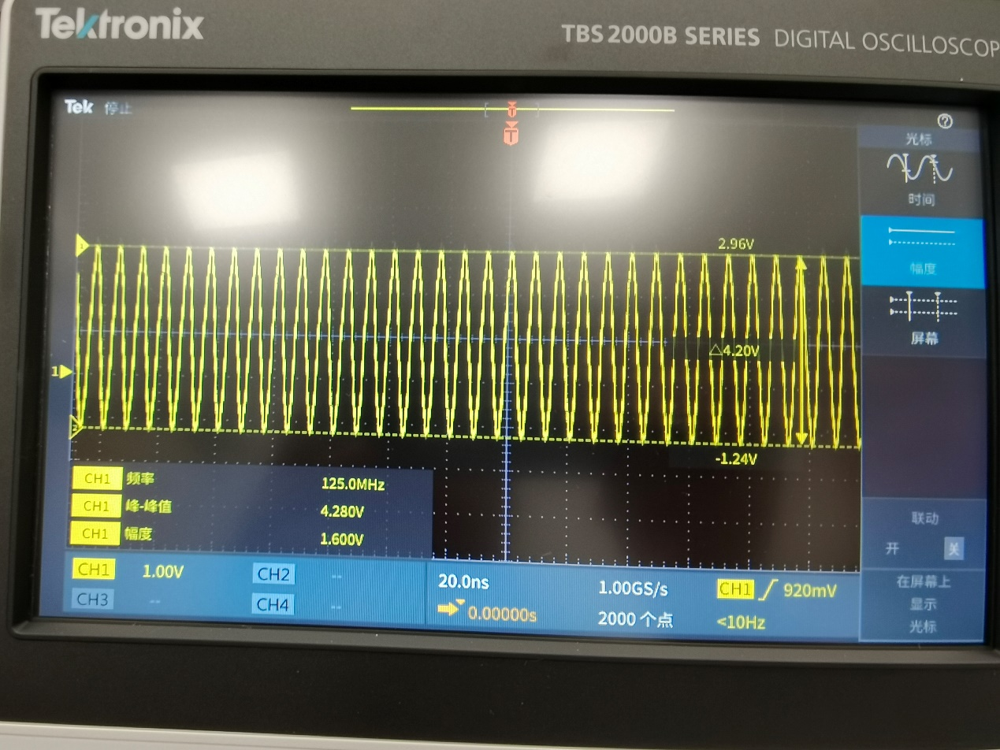 Tektronix
TBS 2000B SERIES DIGITAL OSCILLOSCOP
Tek 停止
T
T
?
光标
时间
幅度
屏幕
2.96V
△4.20V
-1.24V
1
CH1 频率 125.0MHz
CH1 峰-峰值 4.280V
CH1 幅度 1.600V
联动
开 关
在屏幕上
显示
光标
CH1 1.00V CH2 --
CH3 -- CH4 --
20.0ns 1.00GS/s CH1 920mV
0.00000s 2000 个点 <10Hz